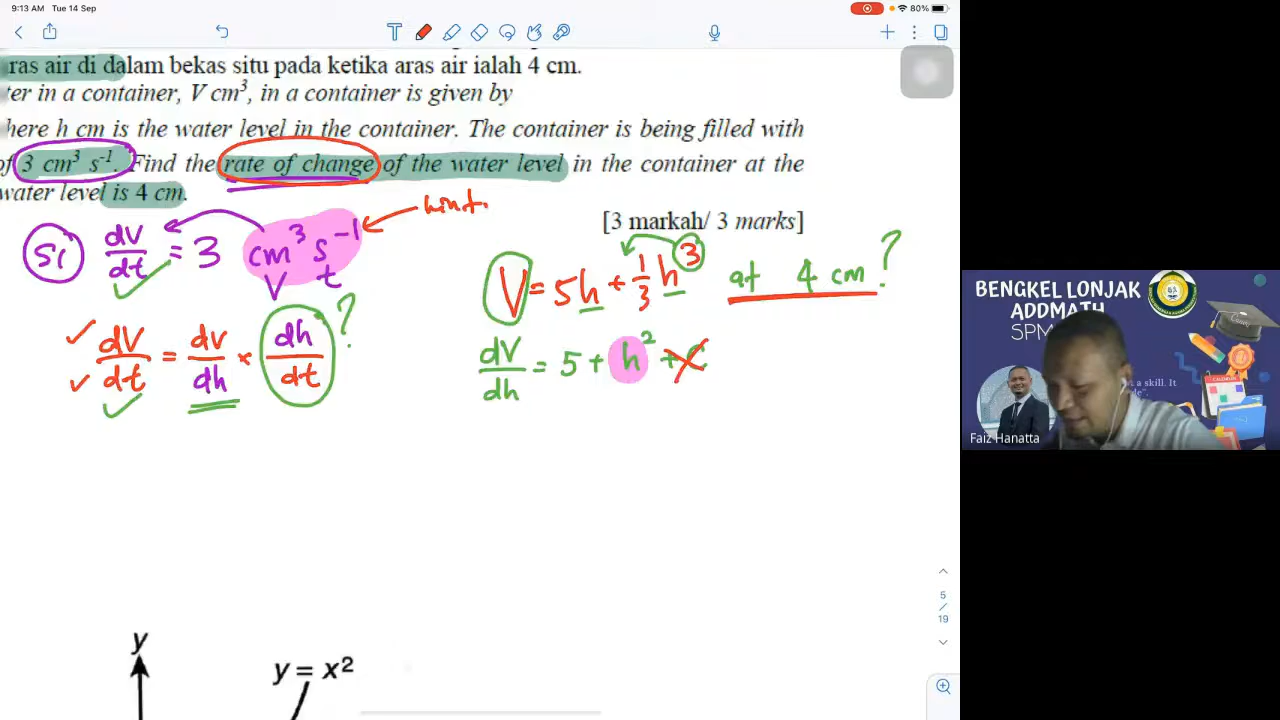 9:13 AM Tue 14 Sep
80%
ras air di dalam bekas situ pada ketika aras air ialah 4 cm.
ter in a container, V cm³, in a container is given by
here h cm is the water level in the container. The container is being filled with
of 3 cm³ s⁻¹. Find the rate of change of the water level in the container at the
water level is 4 cm.
[3 markah/ 3 marks]
hint.
Si dV/dt = 3 cm³ s⁻¹
V t
V = 5h + 1/3 h³ at 4 cm ?
dV/dt = dV/dh × dh/dt ?
dV/dh = 5 + h² + c
5
/
19
y
y = x²
BENGKEL LONJAK
ADDMATH
SPM
a skill. It
Faiz Hanatta